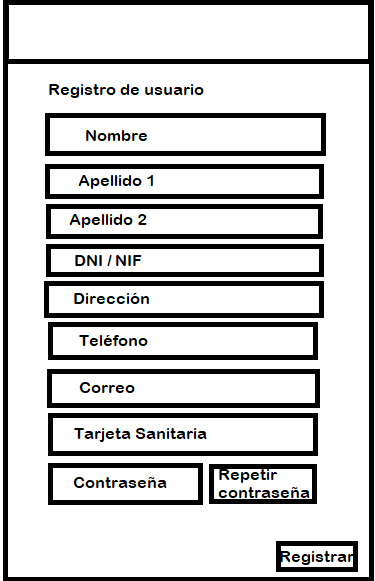 Registro de usuario
Nombre
Apellido 1
Apellido 2
DNI / NIF
Dirección
Teléfono
Correo
Tarjeta Sanitaria
Contraseña
Repetir
contraseña
Registrar